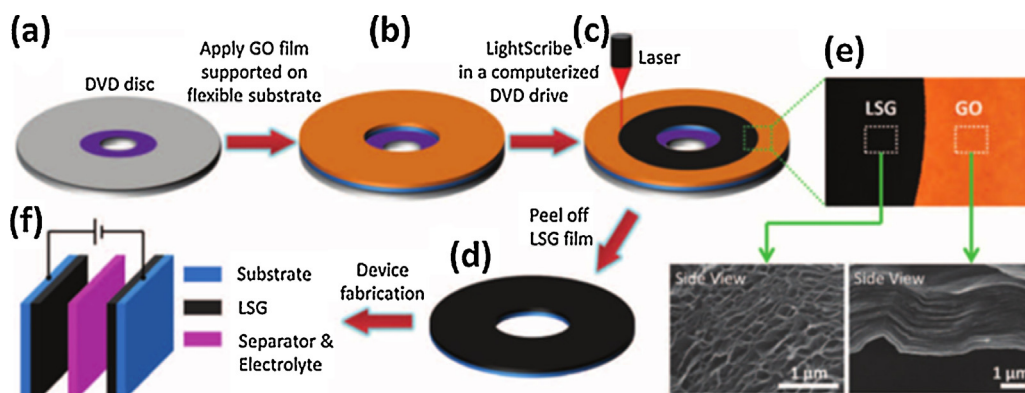 (a)
DVD disc
Apply GO film
supported on
flexible substrate
(b)
LightScribe
in a computerized
DVD drive
(c)
Laser
(e)
LSG
GO
Peel off
LSG film
(d)
Device
fabrication
(f)
Substrate
LSG
Separator &
Electrolyte
Side View
1 μm
Side View
1 μm